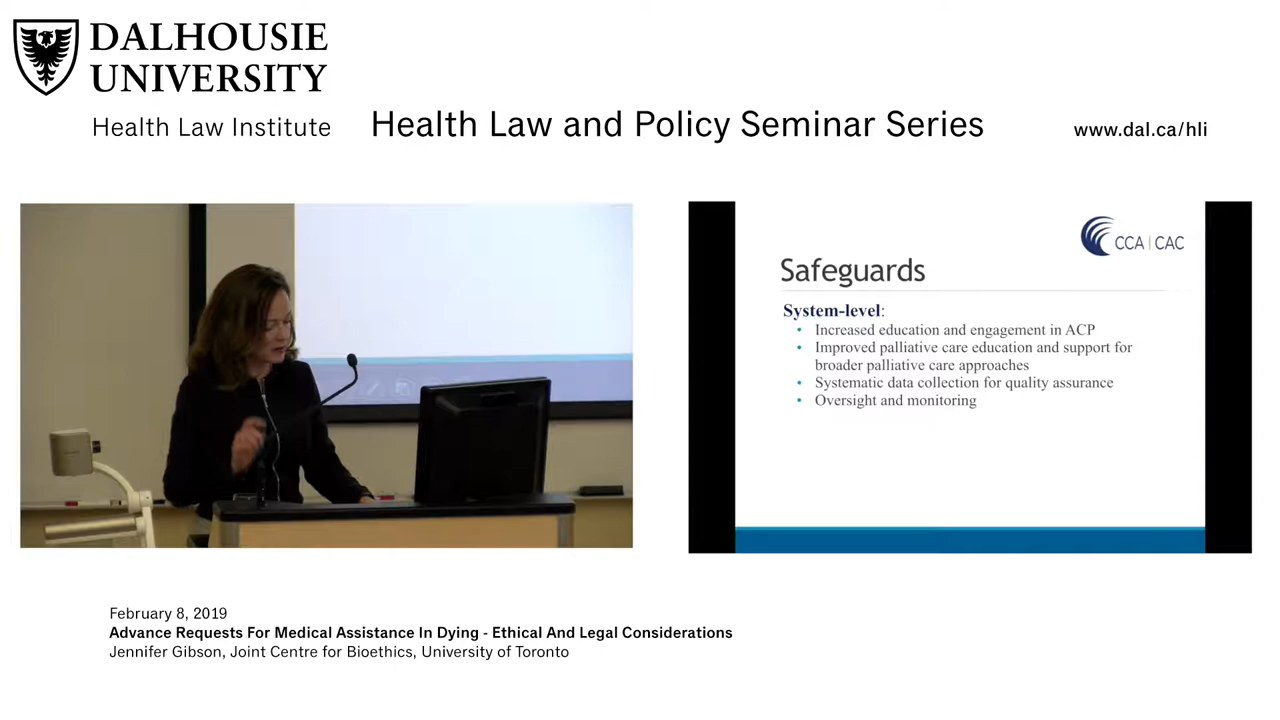 DALHOUSIE
UNIVERSITY
Health Law Institute
Health Law and Policy Seminar Series
www.dal.ca/hli
CCA | CAC
Safeguards
System-level:
• Increased education and engagement in ACP
• Improved palliative care education and support for
broader palliative care approaches
• Systematic data collection for quality assurance
• Oversight and monitoring
February 8, 2019
Advance Requests For Medical Assistance In Dying - Ethical And Legal Considerations
Jennifer Gibson, Joint Centre for Bioethics, University of Toronto